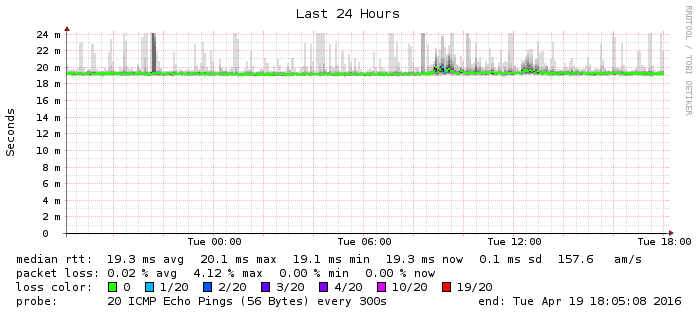 Last 24 Hours
RRDTOOL / TOBI OETIKER
Seconds
24 m
22 m
20 m
18 m
16 m
14 m
12 m
10 m
8 m
6 m
4 m
2 m
0
Tue 00:00 Tue 06:00 Tue 12:00 Tue 18:00
median rtt: 19.3 ms avg 20.1 ms max 19.1 ms min 19.3 ms now 0.1 ms sd 157.6 am/s
packet loss: 0.02 % avg 4.12 % max 0.00 % min 0.00 % now
loss color: 0 1/20 2/20 3/20 4/20 10/20 19/20
probe: 20 ICMP Echo Pings (56 Bytes) every 300s end: Tue Apr 19 18:05:08 2016